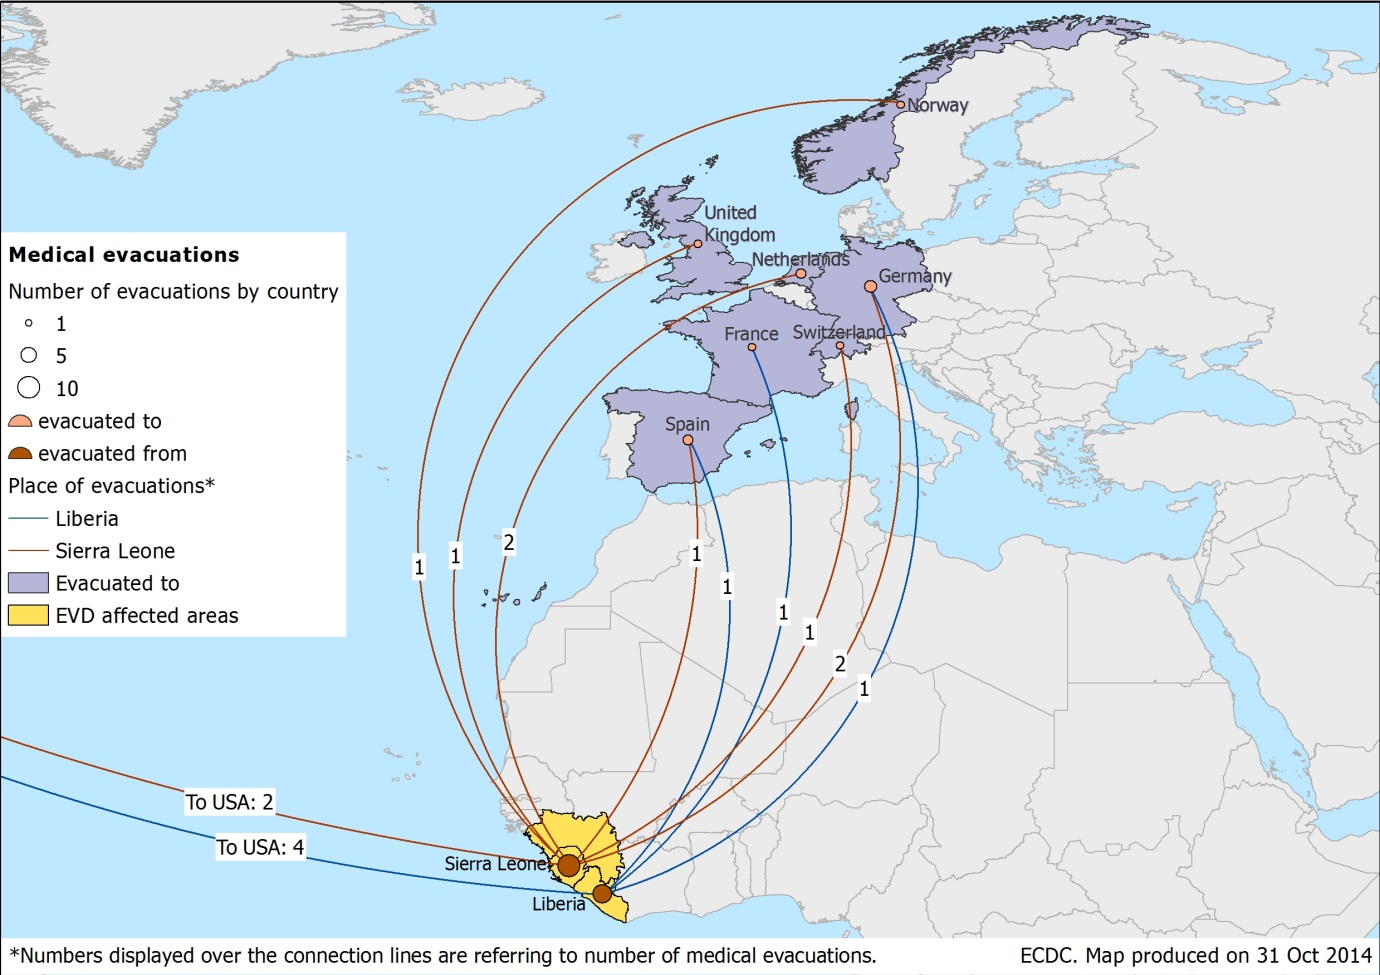 Norway
United
Kingdom
Netherlands
Germany
France
Switzerland
Spain
Medical evacuations
Number of evacuations by country
1
5
10
evacuated to
evacuated from
Place of evacuations*
Liberia
Sierra Leone
Evacuated to
EVD affected areas
1
1
2
1
1
1
1
2
1
To USA: 2
To USA: 4
Sierra Leone
Liberia
*Numbers displayed over the connection lines are referring to number of medical evacuations.
ECDC. Map produced on 31 Oct 2014